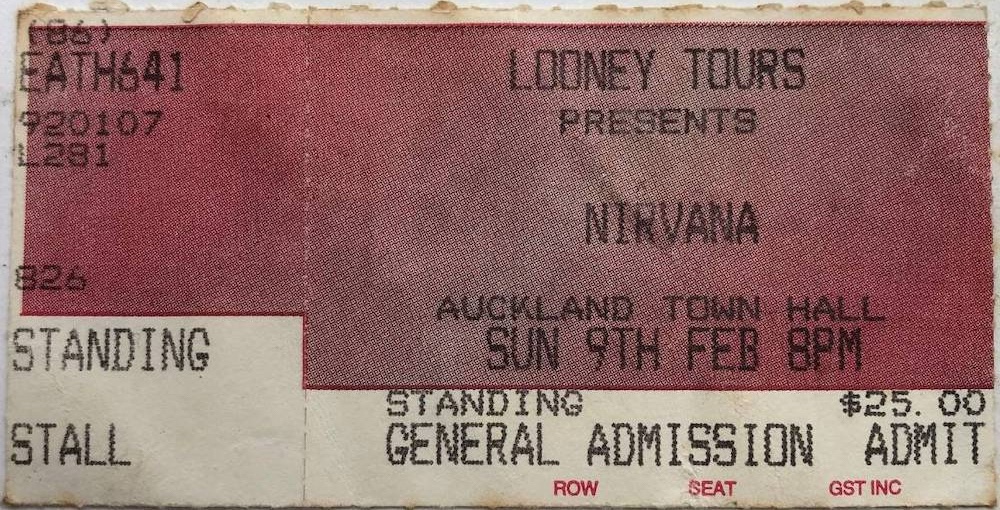 (86)
EATH641
920107
L281
826
STANDING
STALL
LOONEY TOURS
PRESENTS
NIRVANA
AUCKLAND TOWN HALL
SUN 9TH FEB 8PM
STANDING $25.00
GENERAL ADMISSION ADMIT
ROW SEAT GST INC